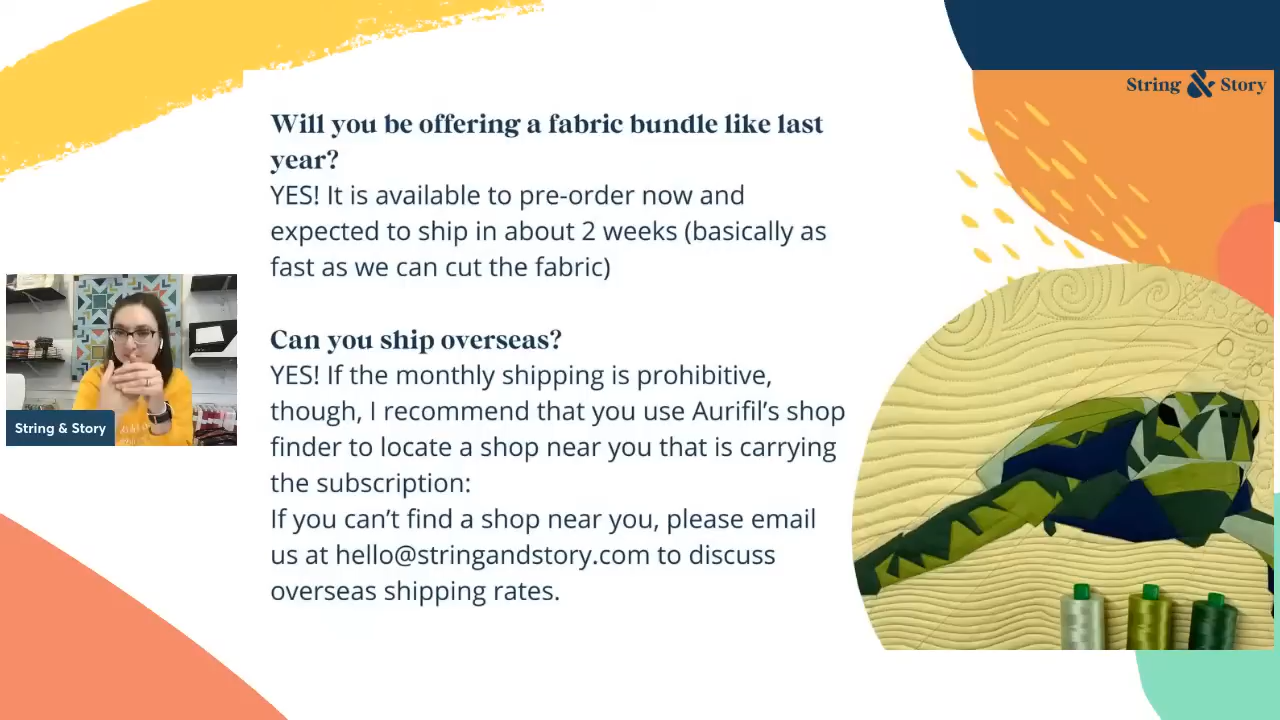 String & Story
Will you be offering a fabric bundle like last
year?
YES! It is available to pre-order now and
expected to ship in about 2 weeks (basically as
fast as we can cut the fabric)
Can you ship overseas?
YES! If the monthly shipping is prohibitive,
though, I recommend that you use Aurifil’s shop
finder to locate a shop near you that is carrying
the subscription:
If you can’t find a shop near you, please email
us at hello@stringandstory.com to discuss
overseas shipping rates.
String & Story